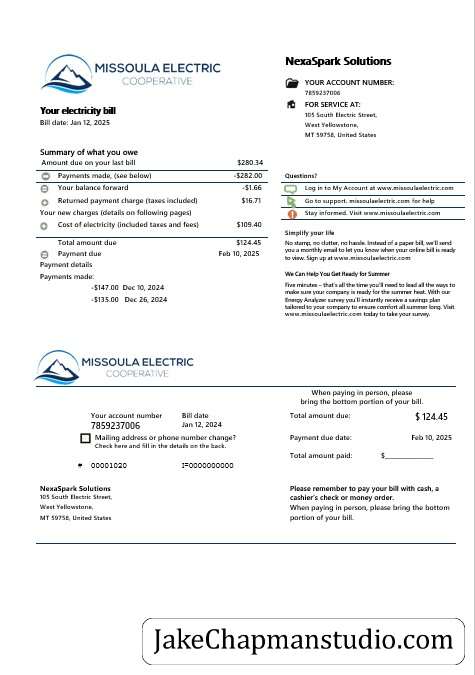 MISSOULA ELECTRIC
COOPERATIVE
NexaSpark Solutions
YOUR ACCOUNT NUMBER:
7859237006
FOR SERVICE AT:
105 South Electric Street,
West Yellowstone,
MT 59758, United States
Your electricity bill
Bill date: Jan 12, 2025
Summary of what you owe
Amount due on your last bill $280.34
Payments made, (see below) -$282.00
Your balance forward -$1.66
Returned payment charge (taxes included) $16.71
Your new charges (details on following pages)
Cost of electricity (included taxes and fees) $109.40
Total amount due $124.45
Payment due Feb 10, 2025
Payment details
Payments made:
-$147.00 Dec 10, 2024
-$135.00 Dec 26, 2024
Questions?
Log in to My Account at www.missoulaelectric.com
Go to support. missoulaelectric.com for help
Stay informed. Visit www.missoulaelectric.com
Simplify your life
No stamp, no clutter, no hassle. Instead of a paper bill, we'll send
you a monthly email to let you know when your online bill is ready
to view. Sign up at www.missoulaelectric.com
We Can Help You Get Ready for Summer
Five minutes – that's all the time you'll need to lead all the ways to
make sure your company is ready for the summer heat. With our
Energy Analyzer survey you'll instantly receive a savings plan
tailored to your company to ensure comfort all summer long. Visit
www.missoulaelectric.com today to take your survey.
MISSOULA ELECTRIC
COOPERATIVE
When paying in person, please
bring the bottom portion of your bill.
Your account number Bill date
7859237006 Jan 12, 2024
Mailing address or phone number change?
Check here and fill in the details on the back.
# 00001020 I=0000000000
Total amount due: $ 124.45
Payment due date: Feb 10, 2025
Total amount paid: $____________
NexaSpark Solutions
105 South Electric Street,
West Yellowstone,
MT 59758, United States
Please remember to pay your bill with cash, a
cashier's check or money order.
When paying in person, please bring the bottom
portion of your bill.
JakeChapmanstudio.com